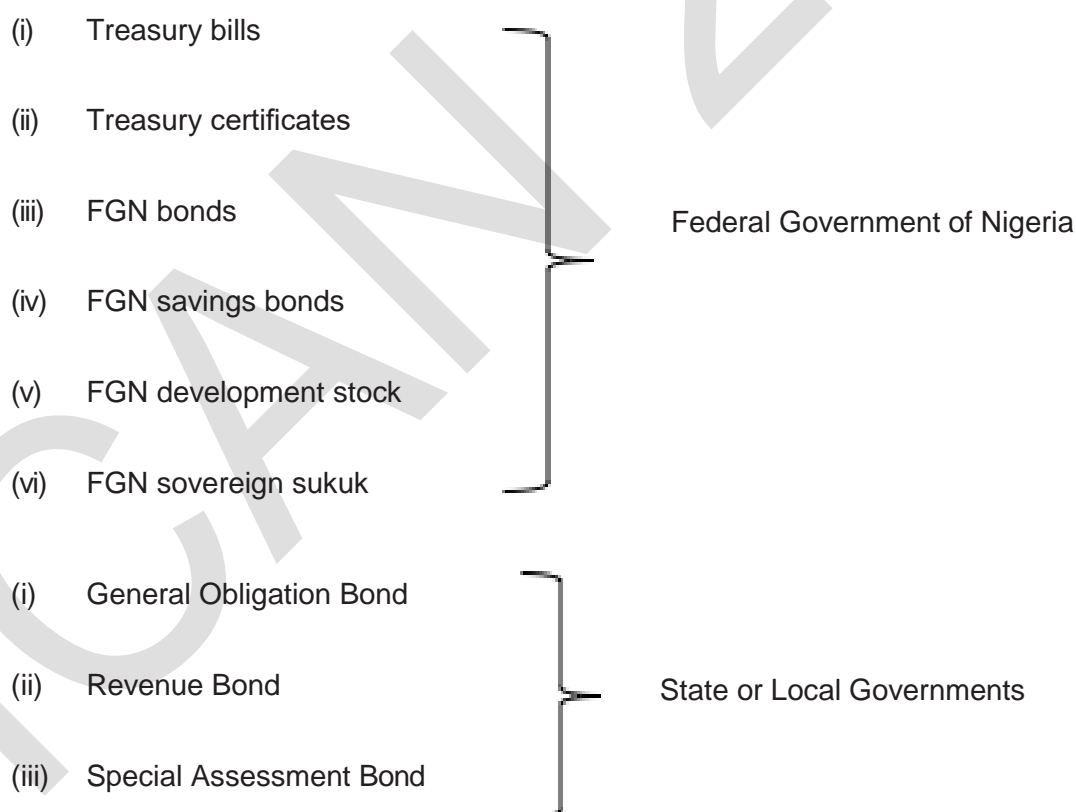 (i) Treasury bills
(ii) Treasury certificates
(iii) FGN bonds
Federal Government of Nigeria
(iv) FGN savings bonds
(v) FGN development stock
(vi) FGN sovereign sukuk
(i) General Obligation Bond
(ii) Revenue Bond
State or Local Governments
(iii) Special Assessment Bond